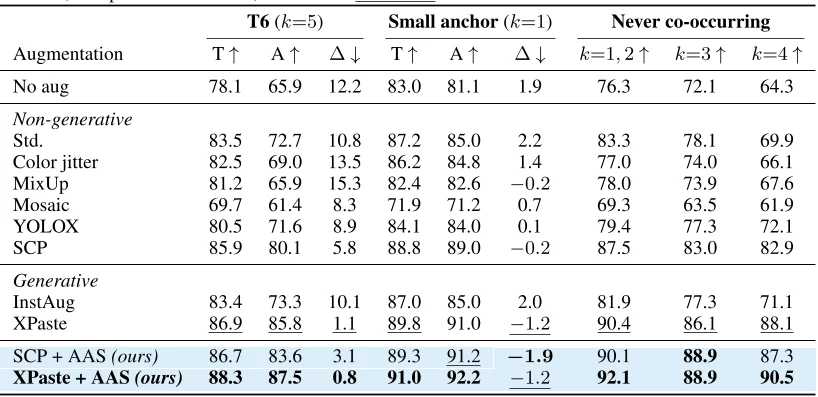 T6 (k=5) Small anchor (k=1) Never co-occurring
Augmentation T ↑ A ↑ Δ ↓ T ↑ A ↑ Δ ↓ k=1, 2 ↑ k=3 ↑ k=4 ↑
No aug 78.1 65.9 12.2 83.0 81.1 1.9 76.3 72.1 64.3
Non-generative
Std. 83.5 72.7 10.8 87.2 85.0 2.2 83.3 78.1 69.9
Color jitter 82.5 69.0 13.5 86.2 84.8 1.4 77.0 74.0 66.1
MixUp 81.2 65.9 15.3 82.4 82.6 −0.2 78.0 73.9 67.6
Mosaic 69.7 61.4 8.3 71.9 71.2 0.7 69.3 63.5 61.9
YOLOX 80.5 71.6 8.9 84.1 84.0 0.1 79.4 77.3 72.1
SCP 85.9 80.1 5.8 88.8 89.0 −0.2 87.5 83.0 82.9
Generative
InstAug 83.4 73.3 10.1 87.0 85.0 2.0 81.9 77.3 71.1
XPaste 86.9 85.8 1.1 89.8 91.0 −1.2 90.4 86.1 88.1
SCP + AAS (ours) 86.7 83.6 3.1 89.3 91.2 −1.9 90.1 88.9 87.3
XPaste + AAS (ours) 88.3 87.5 0.8 91.0 92.2 −1.2 92.1 88.9 90.5